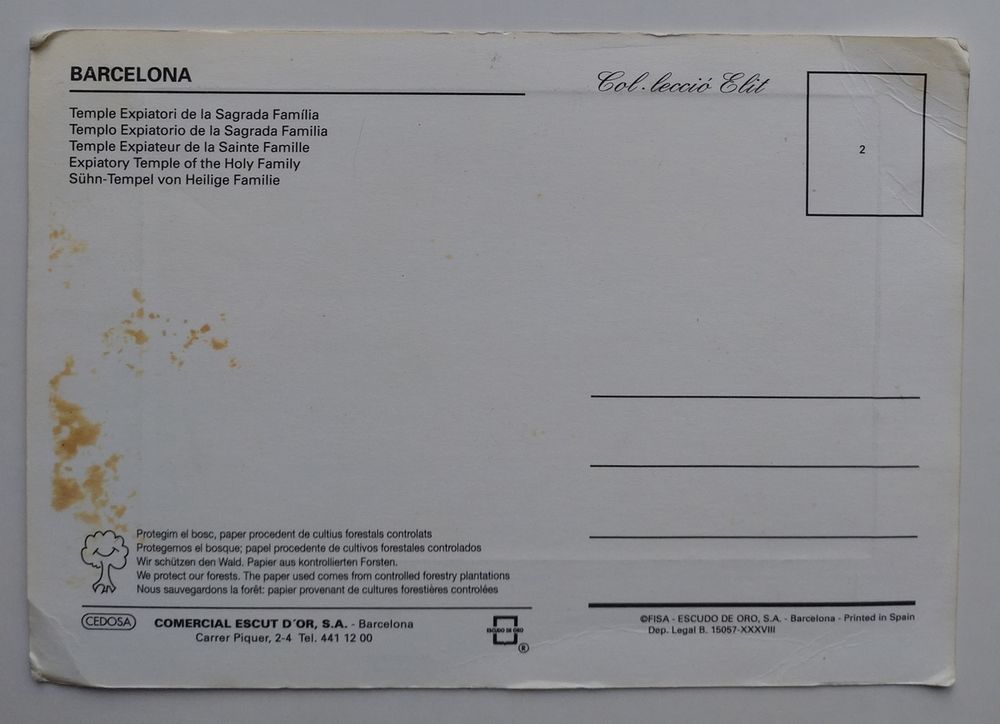 BARCELONA
Temple Expiatori de la Sagrada Família
Templo Expiatorio de la Sagrada Familia
Temple Expiateur de la Sainte Famille
Expiatory Temple of the Holy Family
Sühn-Tempel von Heilige Familie
Col·lecció Elit
2
Protegim el bosc, paper procedent de cultius forestals controlats
Protegemos el bosque; papel procedente de cultivos forestales controlados
Wir schützen den Wald. Papier aus kontrollierten Forsten.
We protect our forests. The paper used comes from controlled forestry plantations
Nous sauvegardons la forêt: papier provenant de cultures forestières controlées
CEDOSA
COMERCIAL ESCUT D´OR, S.A. - Barcelona
Carrer Piquer, 2-4 Tel. 441 12 00
ESCUDO DE ORO
®
©FISA - ESCUDO DE ORO, S.A. - Barcelona - Printed in Spain
Dep. Legal B. 15057-XXXVIII